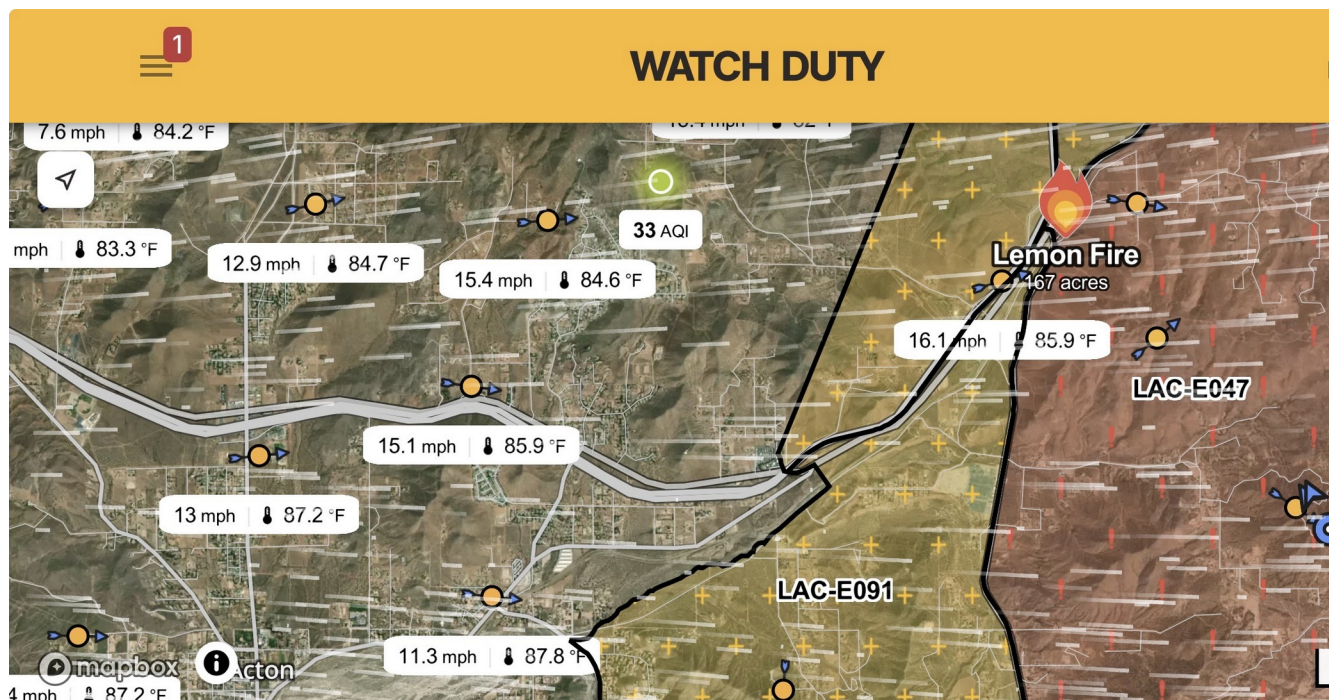 1
WATCH DUTY
7.6 mph 84.2 °F
mph 83.3 °F
12.9 mph 84.7 °F
33 AQI
15.4 mph 84.6 °F
Lemon Fire
167 acres
16.1 mph 85.9 °F
LAC-E047
15.1 mph 85.9 °F
13 mph 87.2 °F
LAC-E091
11.3 mph 87.8 °F
mapbox
Acton
4 mph 87.2 °F